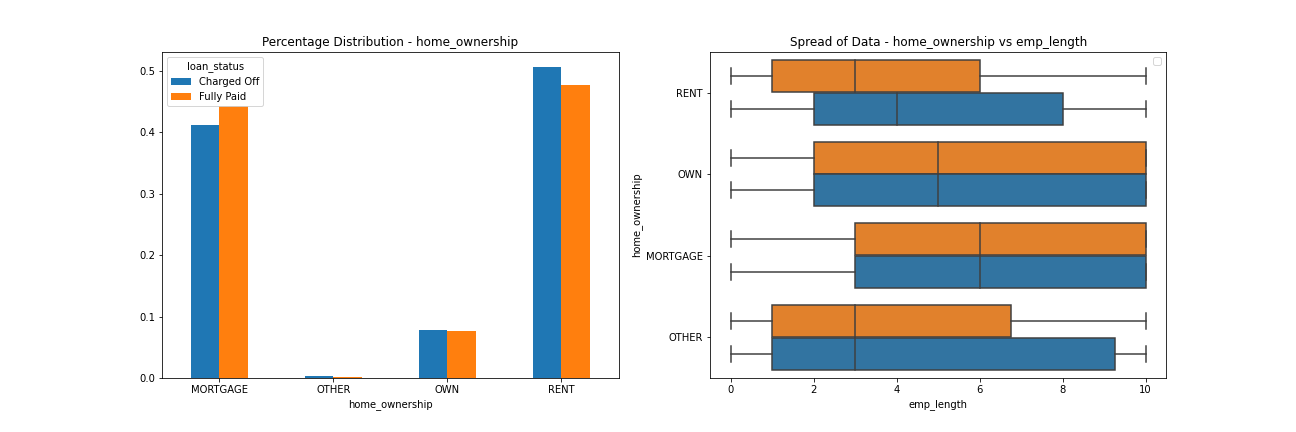 Percentage Distribution - home_ownership
loan_status
Charged Off
Fully Paid
0.5
0.4
0.3
0.2
0.1
0.0
MORTGAGE
OTHER
OWN
RENT
home_ownership
Spread of Data - home_ownership vs emp_length
home_ownership
RENT
OWN
MORTGAGE
OTHER
0
2
4
6
8
10
emp_length